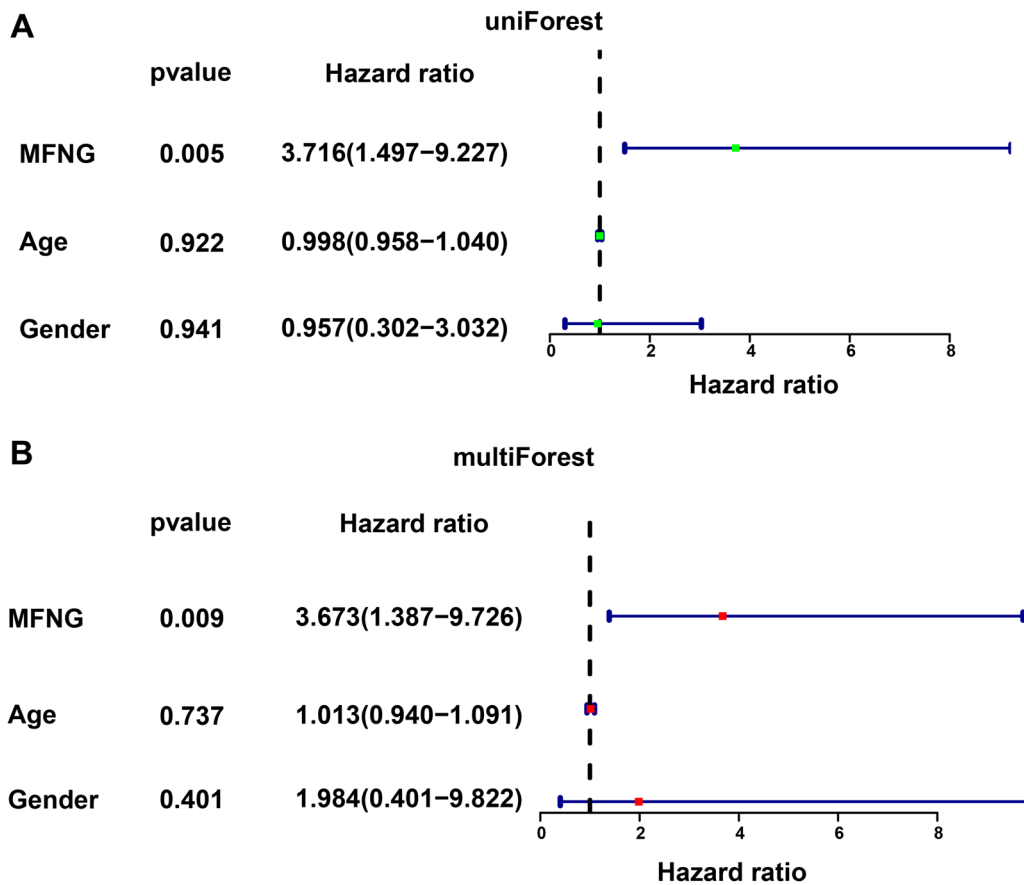 A
uniForest
pvalue Hazard ratio
MFNG 0.005 3.716(1.497−9.227)
Age 0.922 0.998(0.958−1.040)
Gender 0.941 0.957(0.302−3.032)
0 2 4 6 8
Hazard ratio
B
multiForest
pvalue Hazard ratio
MFNG 0.009 3.673(1.387−9.726)
Age 0.737 1.013(0.940−1.091)
Gender 0.401 1.984(0.401−9.822)
0 2 4 6 8
Hazard ratio